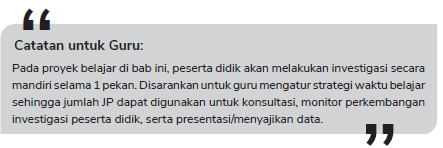 Catatan untuk Guru:
Pada proyek belajar di bab ini, peserta didik akan melakukan investigasi secara
mandiri selama 1 pekan. Disarankan untuk guru mengatur strategi waktu belajar
sehingga jumlah JP dapat digunakan untuk konsultasi, monitor perkembangan
investigasi peserta didik, serta presentasi/menyajikan data.